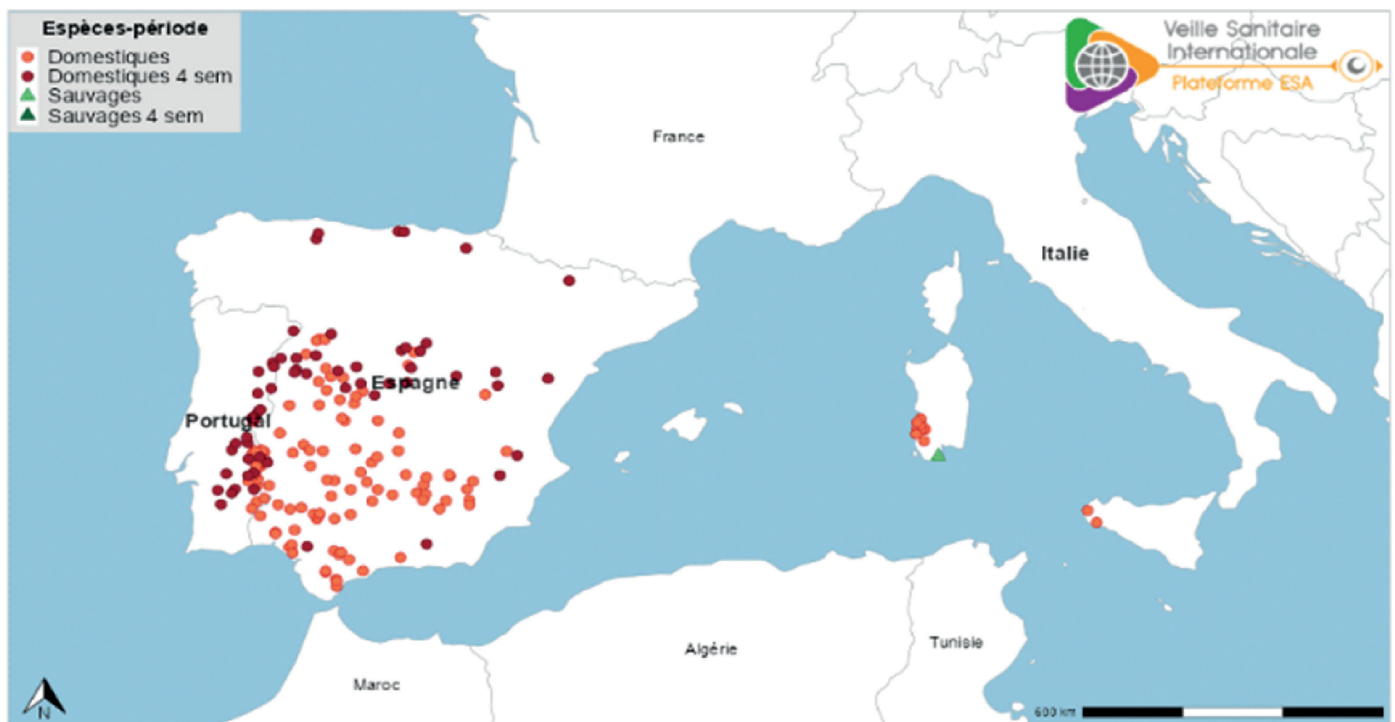 Espèces-période
Domestiques
Domestiques 4 sem
Sauvages
Sauvages 4 sem
Veille Sanitaire
Internationale
Plateforme ESA
France
Italie
Espagne
Portugal
Algérie
Tunisie
Maroc
N
600 km